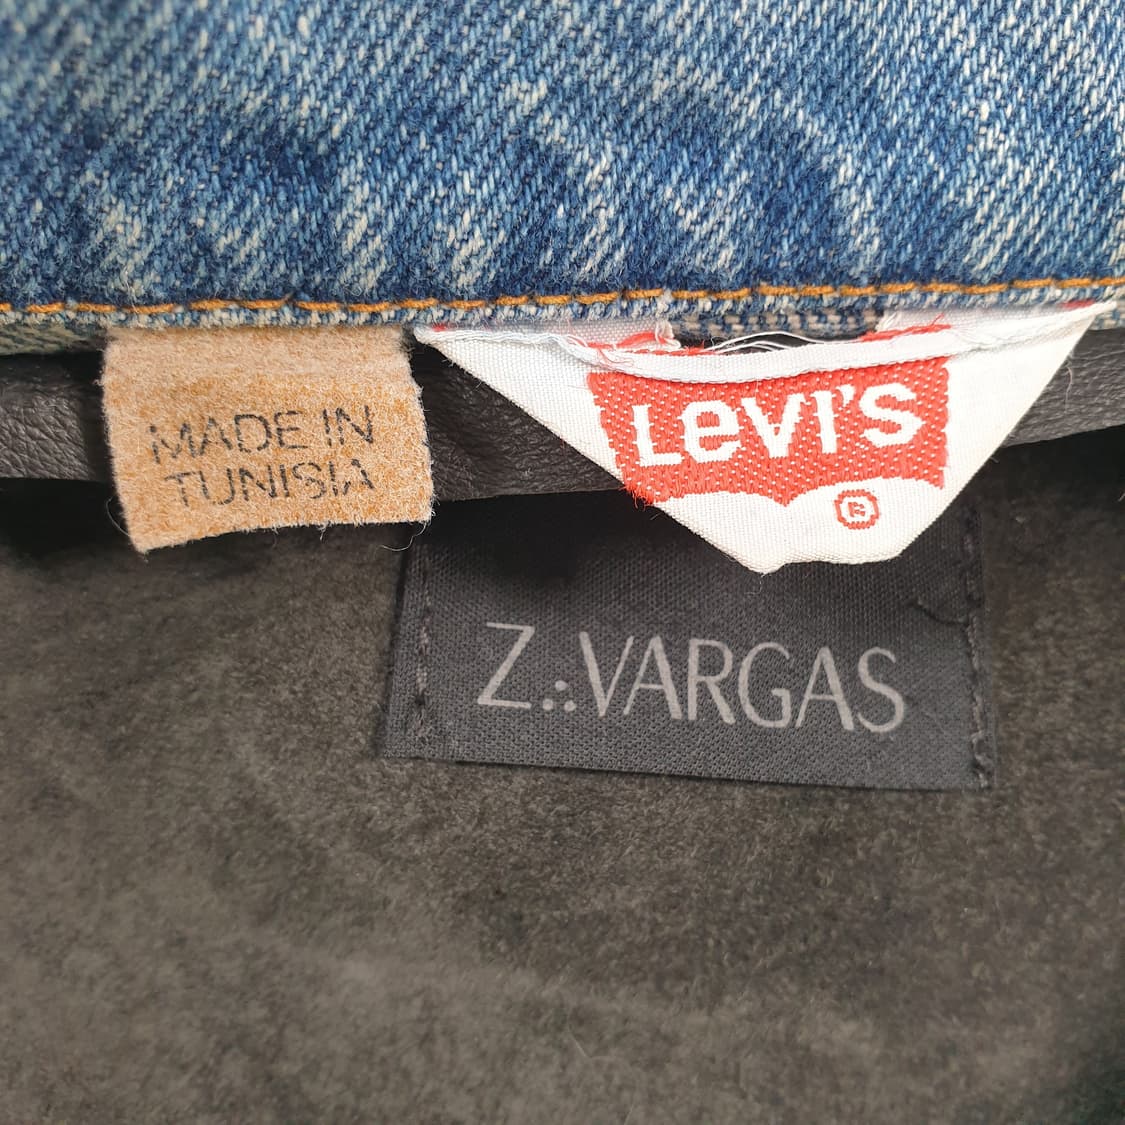 MADE IN
TUNISIA
Levi's
®
Z.:VARGAS